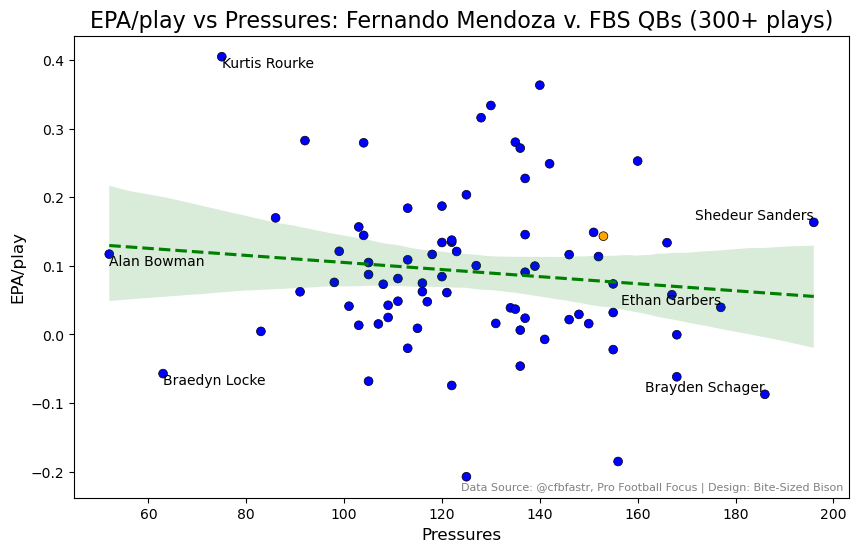 EPA/play vs Pressures: Fernando Mendoza v. FBS QBs (300+ plays)
0.4
Kurtis Rourke
0.3
0.2
Shedeur Sanders
EPA/play
0.1
Alan Bowman
Ethan Garbers
0.0
Braedyn Locke
Brayden Schager
−0.1
−0.2
Data Source: @cfbfastr, Pro Football Focus | Design: Bite-Sized Bison
60 80 100 120 140 160 180 200
Pressures